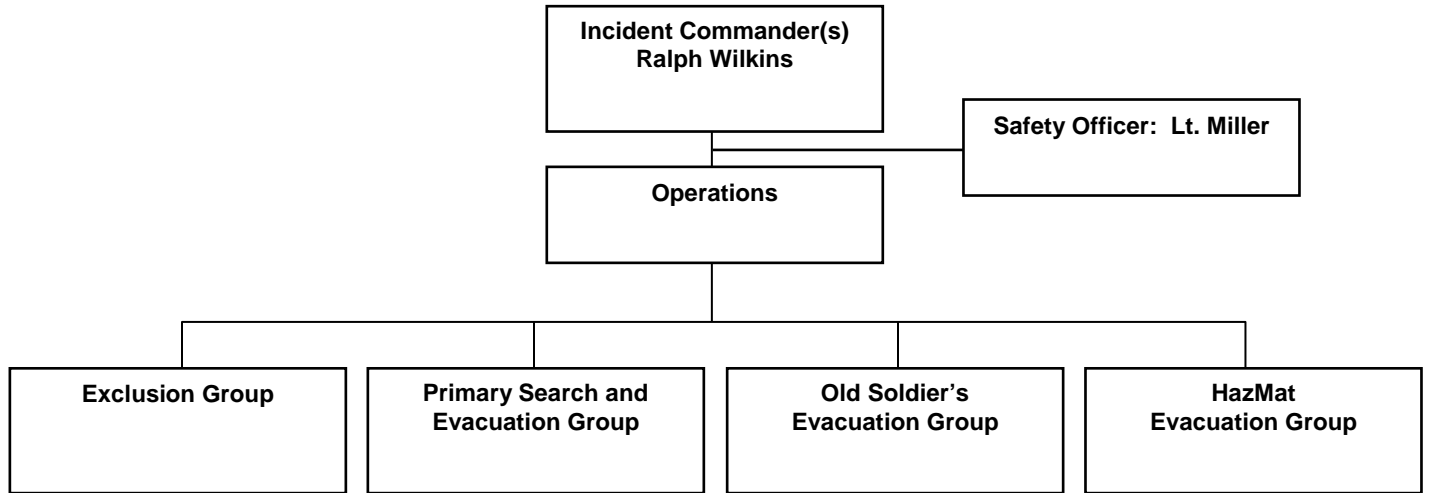 Incident Commander(s)
Ralph Wilkins
Safety Officer:  Lt. Miller
Operations
Exclusion Group
Primary Search and
Evacuation Group
Old Soldier’s
Evacuation Group
HazMat
Evacuation Group